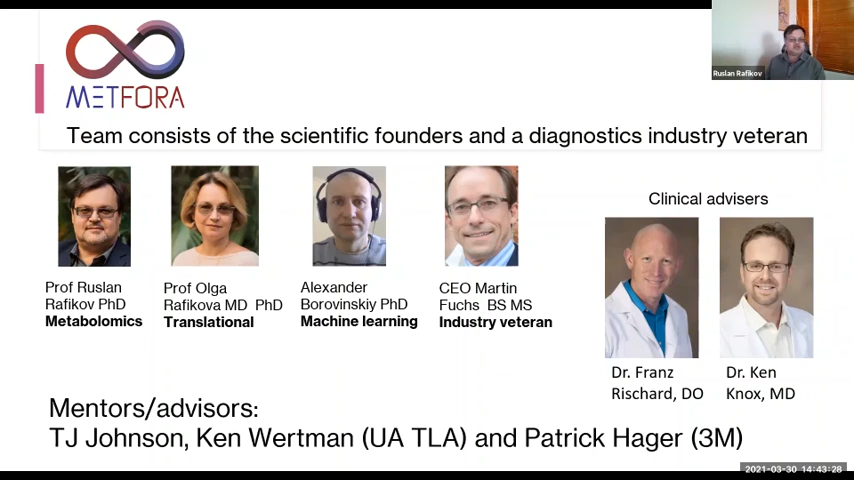 Ruslan Rafikov
METFORA
Team consists of the scientific founders and a diagnostics industry veteran
Clinical advisers
Prof Ruslan
Rafikov PhD
Metabolomics
Prof Olga
Rafikova MD PhD
Translational
Alexander
Borovinskiy PhD
Machine learning
CEO Martin
Fuchs BS MS
Industry veteran
Dr. Franz
Rischard, DO
Dr. Ken
Knox, MD
Mentors/advisors:
TJ Johnson, Ken Wertman (UA TLA) and Patrick Hager (3M)
2021-03-30 14:43:28